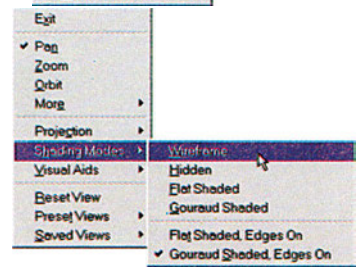 Exit
Pan
Zoom
Orbit
More
Projection
Shading Modes
Visual Aids
Reset View
Preset Views
Saved Views
Wireframe
Hidden
Flat Shaded
Gouraud Shaded
Flat Shaded, Edges On
Gouraud Shaded, Edges On